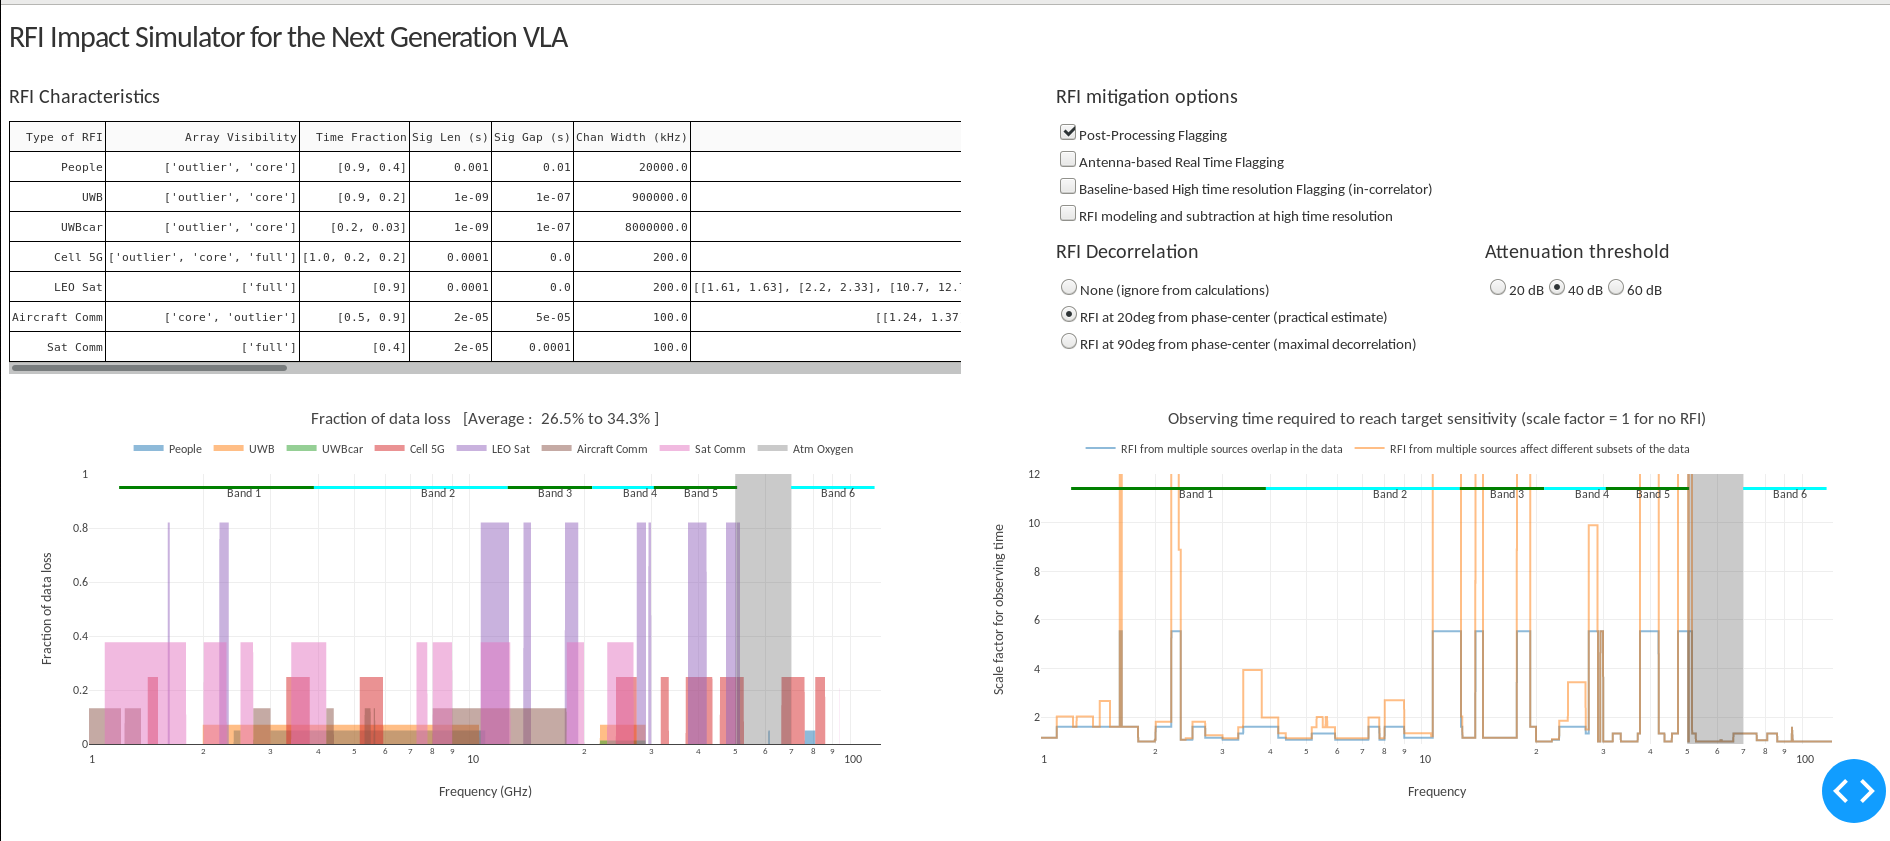 RFI Impact Simulator for the Next Generation VLA
RFI Characteristics
Type of RFI Array Visibility Time Fraction Sig Len (s) Sig Gap (s) Chan Width (kHz)
People ['outlier', 'core'] [0.9, 0.4] 0.001 0.01 20000.0
UWB ['outlier', 'core'] [0.9, 0.2] 1e-09 1e-07 900000.0
UWBcar ['outlier', 'core'] [0.2, 0.03] 1e-09 1e-07 8000000.0
Cell 5G ['outlier', 'core', 'full'] [1.0, 0.2, 0.2] 0.0001 0.0 200.0
LEO Sat ['full'] [0.9] 0.0001 0.0 200.0 [[1.61, 1.63], [2.2, 2.33], [10.7, 12.
Aircraft Comm ['core', 'outlier'] [0.5, 0.9] 2e-05 5e-05 100.0 [[1.24, 1.37
Sat Comm ['full'] [0.4] 2e-05 0.0001 100.0
RFI mitigation options
Post-Processing Flagging
Antenna-based Real Time Flagging
Baseline-based High time resolution Flagging (in-correlator)
RFI modeling and subtraction at high time resolution
RFI Decorrelation
None (ignore from calculations)
RFI at 20deg from phase-center (practical estimate)
RFI at 90deg from phase-center (maximal decorrelation)
Attenuation threshold
20 dB 40 dB 60 dB
Fraction of data loss [Average : 26.5% to 34.3% ]
People UWB UWBcar Cell 5G LEO Sat Aircraft Comm Sat Comm Atm Oxygen
Band 1 Band 2 Band 3 Band 4 Band 5 Band 6
Fraction of data loss
1
0.8
0.6
0.4
0.2
0
2 3 4 5 6 7 8 9 2 3 4 5 6 7 8 9
1 10 100
Frequency (GHz)
Observing time required to reach target sensitivity (scale factor = 1 for no RFI)
RFI from multiple sources overlap in the data RFI from multiple sources affect different subsets of the data
Band 1 Band 2 Band 3 Band 4 Band 5 Band 6
Scale factor for observing time
12
10
8
6
4
2
2 3 4 5 6 7 8 9 2 3 4 5 6 7 8 9
1 10 100
Frequency